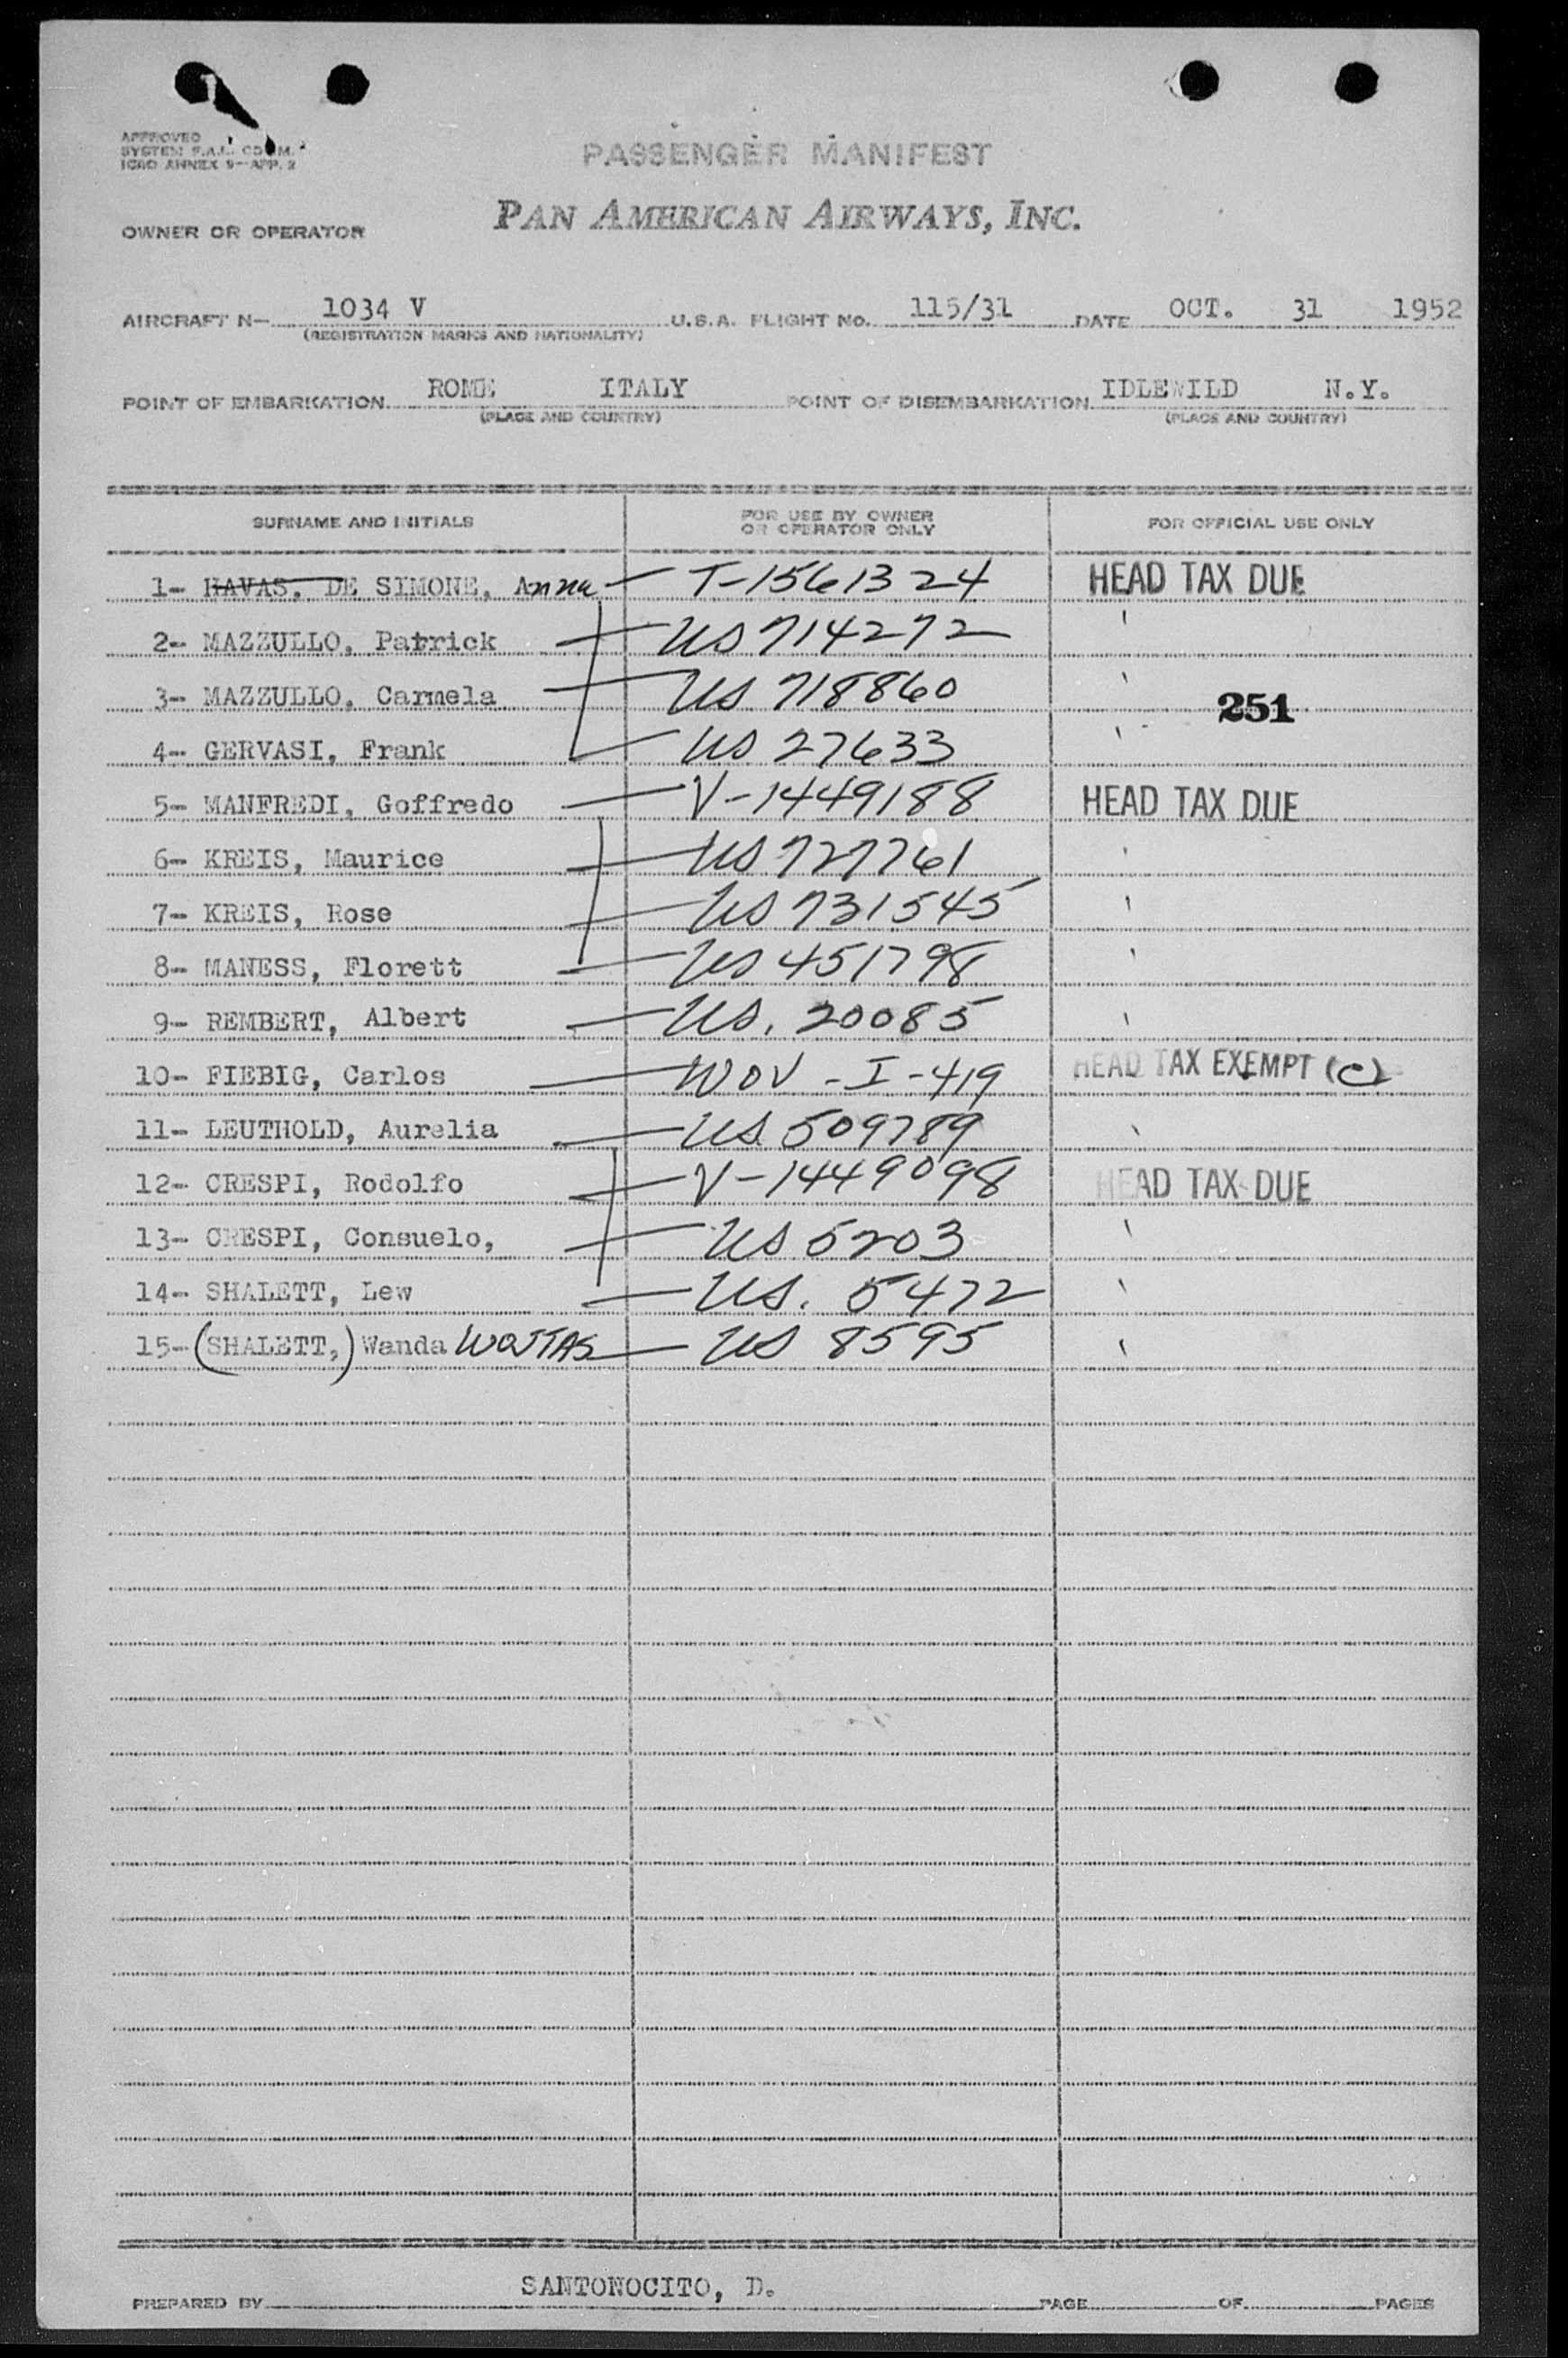 APPROVED
SYSTEM F.A.L. COMM.
ICAO ANNEX 9-APP. 2
PASSENGER MANIFEST
PAN AMERICAN AIRWAYS, INC.
OWNER OR OPERATOR
AIRCRAFT N- 1034 V U.S.A. FLIGHT NO. 115/31 DATE OCT. 31 1952
(REGISTRATION MARKS AND NATIONALITY)
POINT OF EMBARKATION ROME ITALY POINT OF DISEMBARKATION IDLEWILD N.Y.
(PLACE AND COUNTRY) (PLACE AND COUNTRY)
SURNAME AND INITIALS FOR USE BY OWNER OR OPERATOR ONLY FOR OFFICIAL USE ONLY
1- HAVAS, DE SIMONE, Anna T-1561324 HEAD TAX DUE
2- MAZZULLO, Patrick US 714272
3- MAZZULLO, Carmela US 718860
251
4- GERVASI, Frank US 27633
5- MANFREDI, Goffredo V-1449188 HEAD TAX DUE
6- KREIS, Maurice US 727761
7- KREIS, Rose US 731545
8- MANESS, Florett US 451798
9- REMBERT, Albert US. 20085
10- FIEBIG, Carlos WOV - I-419 HEAD TAX EXEMPT (C)
11- LEUTHOLD, Aurelia US 509789
12- CRESPI, Rodolfo V-1449098 HEAD TAX DUE
13- CRESPI, Consuelo, US 5203
14- SHALETT, Lew US. 5472
15- (SHALETT,) Wanda WOJTAS US 8595
SANTONOCITO, D.
PREPARED BY PAGE OF PAGES